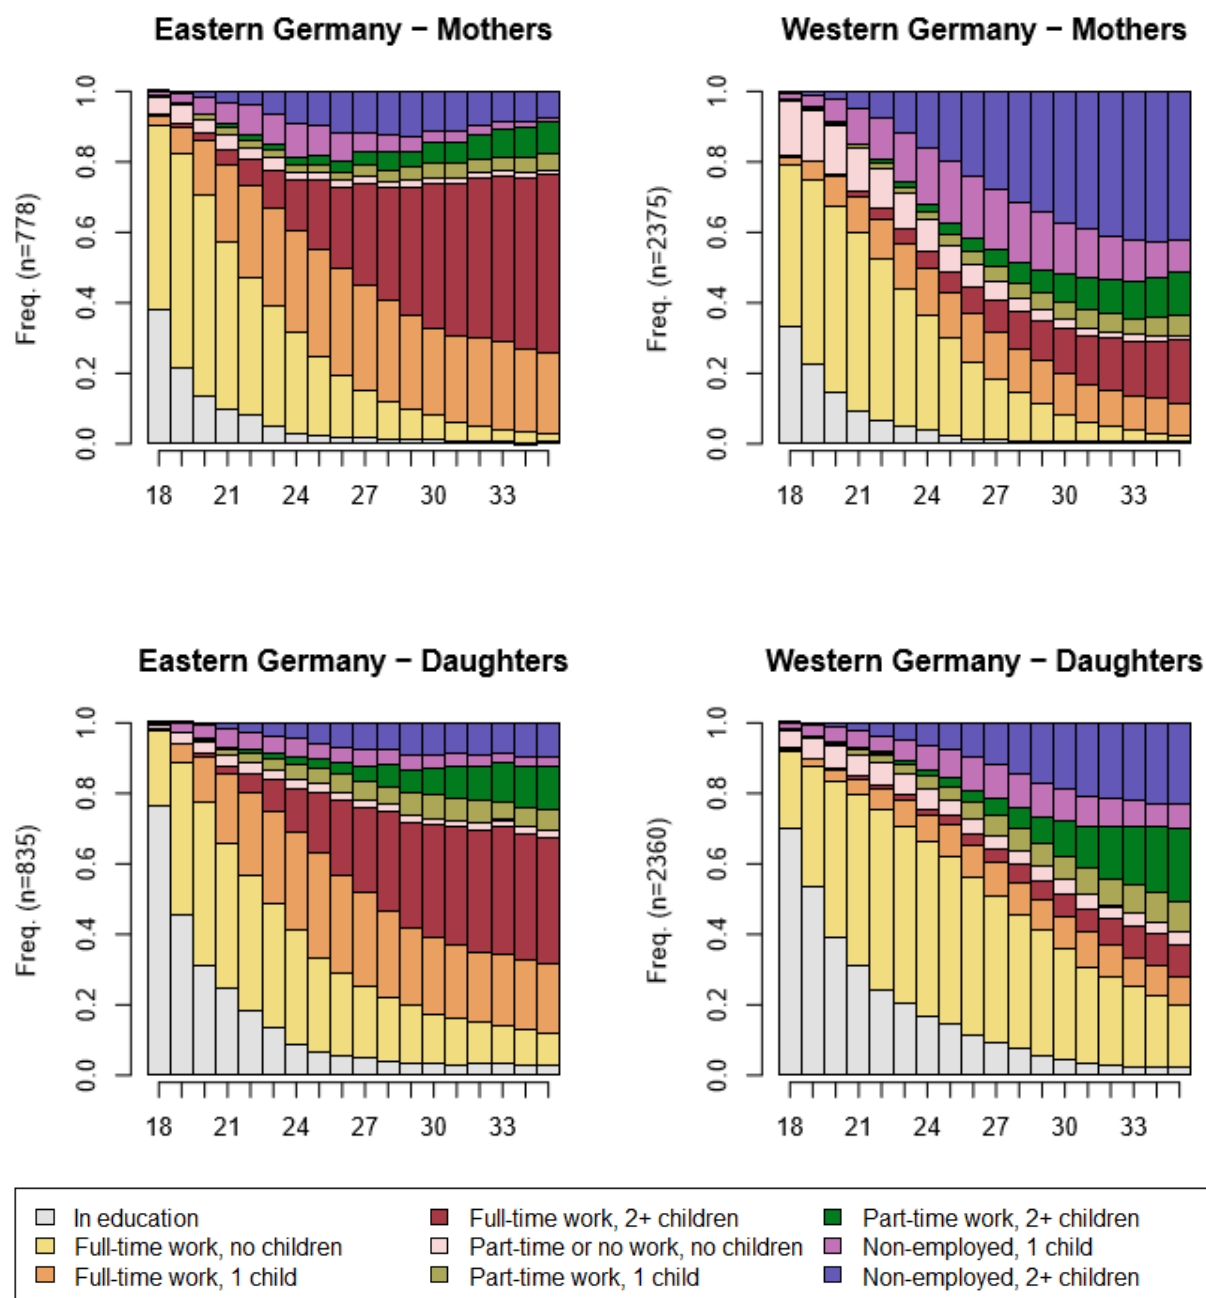 Eastern Germany − Mothers
Western Germany − Mothers
Freq. (n=778)
0.0 0.2 0.4 0.6 0.8 1.0
18 21 24 27 30 33
Freq. (n=2375)
0.0 0.2 0.4 0.6 0.8 1.0
18 21 24 27 30 33
Eastern Germany − Daughters
Western Germany − Daughters
Freq. (n=835)
0.0 0.2 0.4 0.6 0.8 1.0
18 21 24 27 30 33
Freq. (n=2360)
0.0 0.2 0.4 0.6 0.8 1.0
18 21 24 27 30 33
In education
Full-time work, no children
Full-time work, 1 child
Full-time work, 2+ children
Part-time or no work, no children
Part-time work, 1 child
Part-time work, 2+ children
Non-employed, 1 child
Non-employed, 2+ children